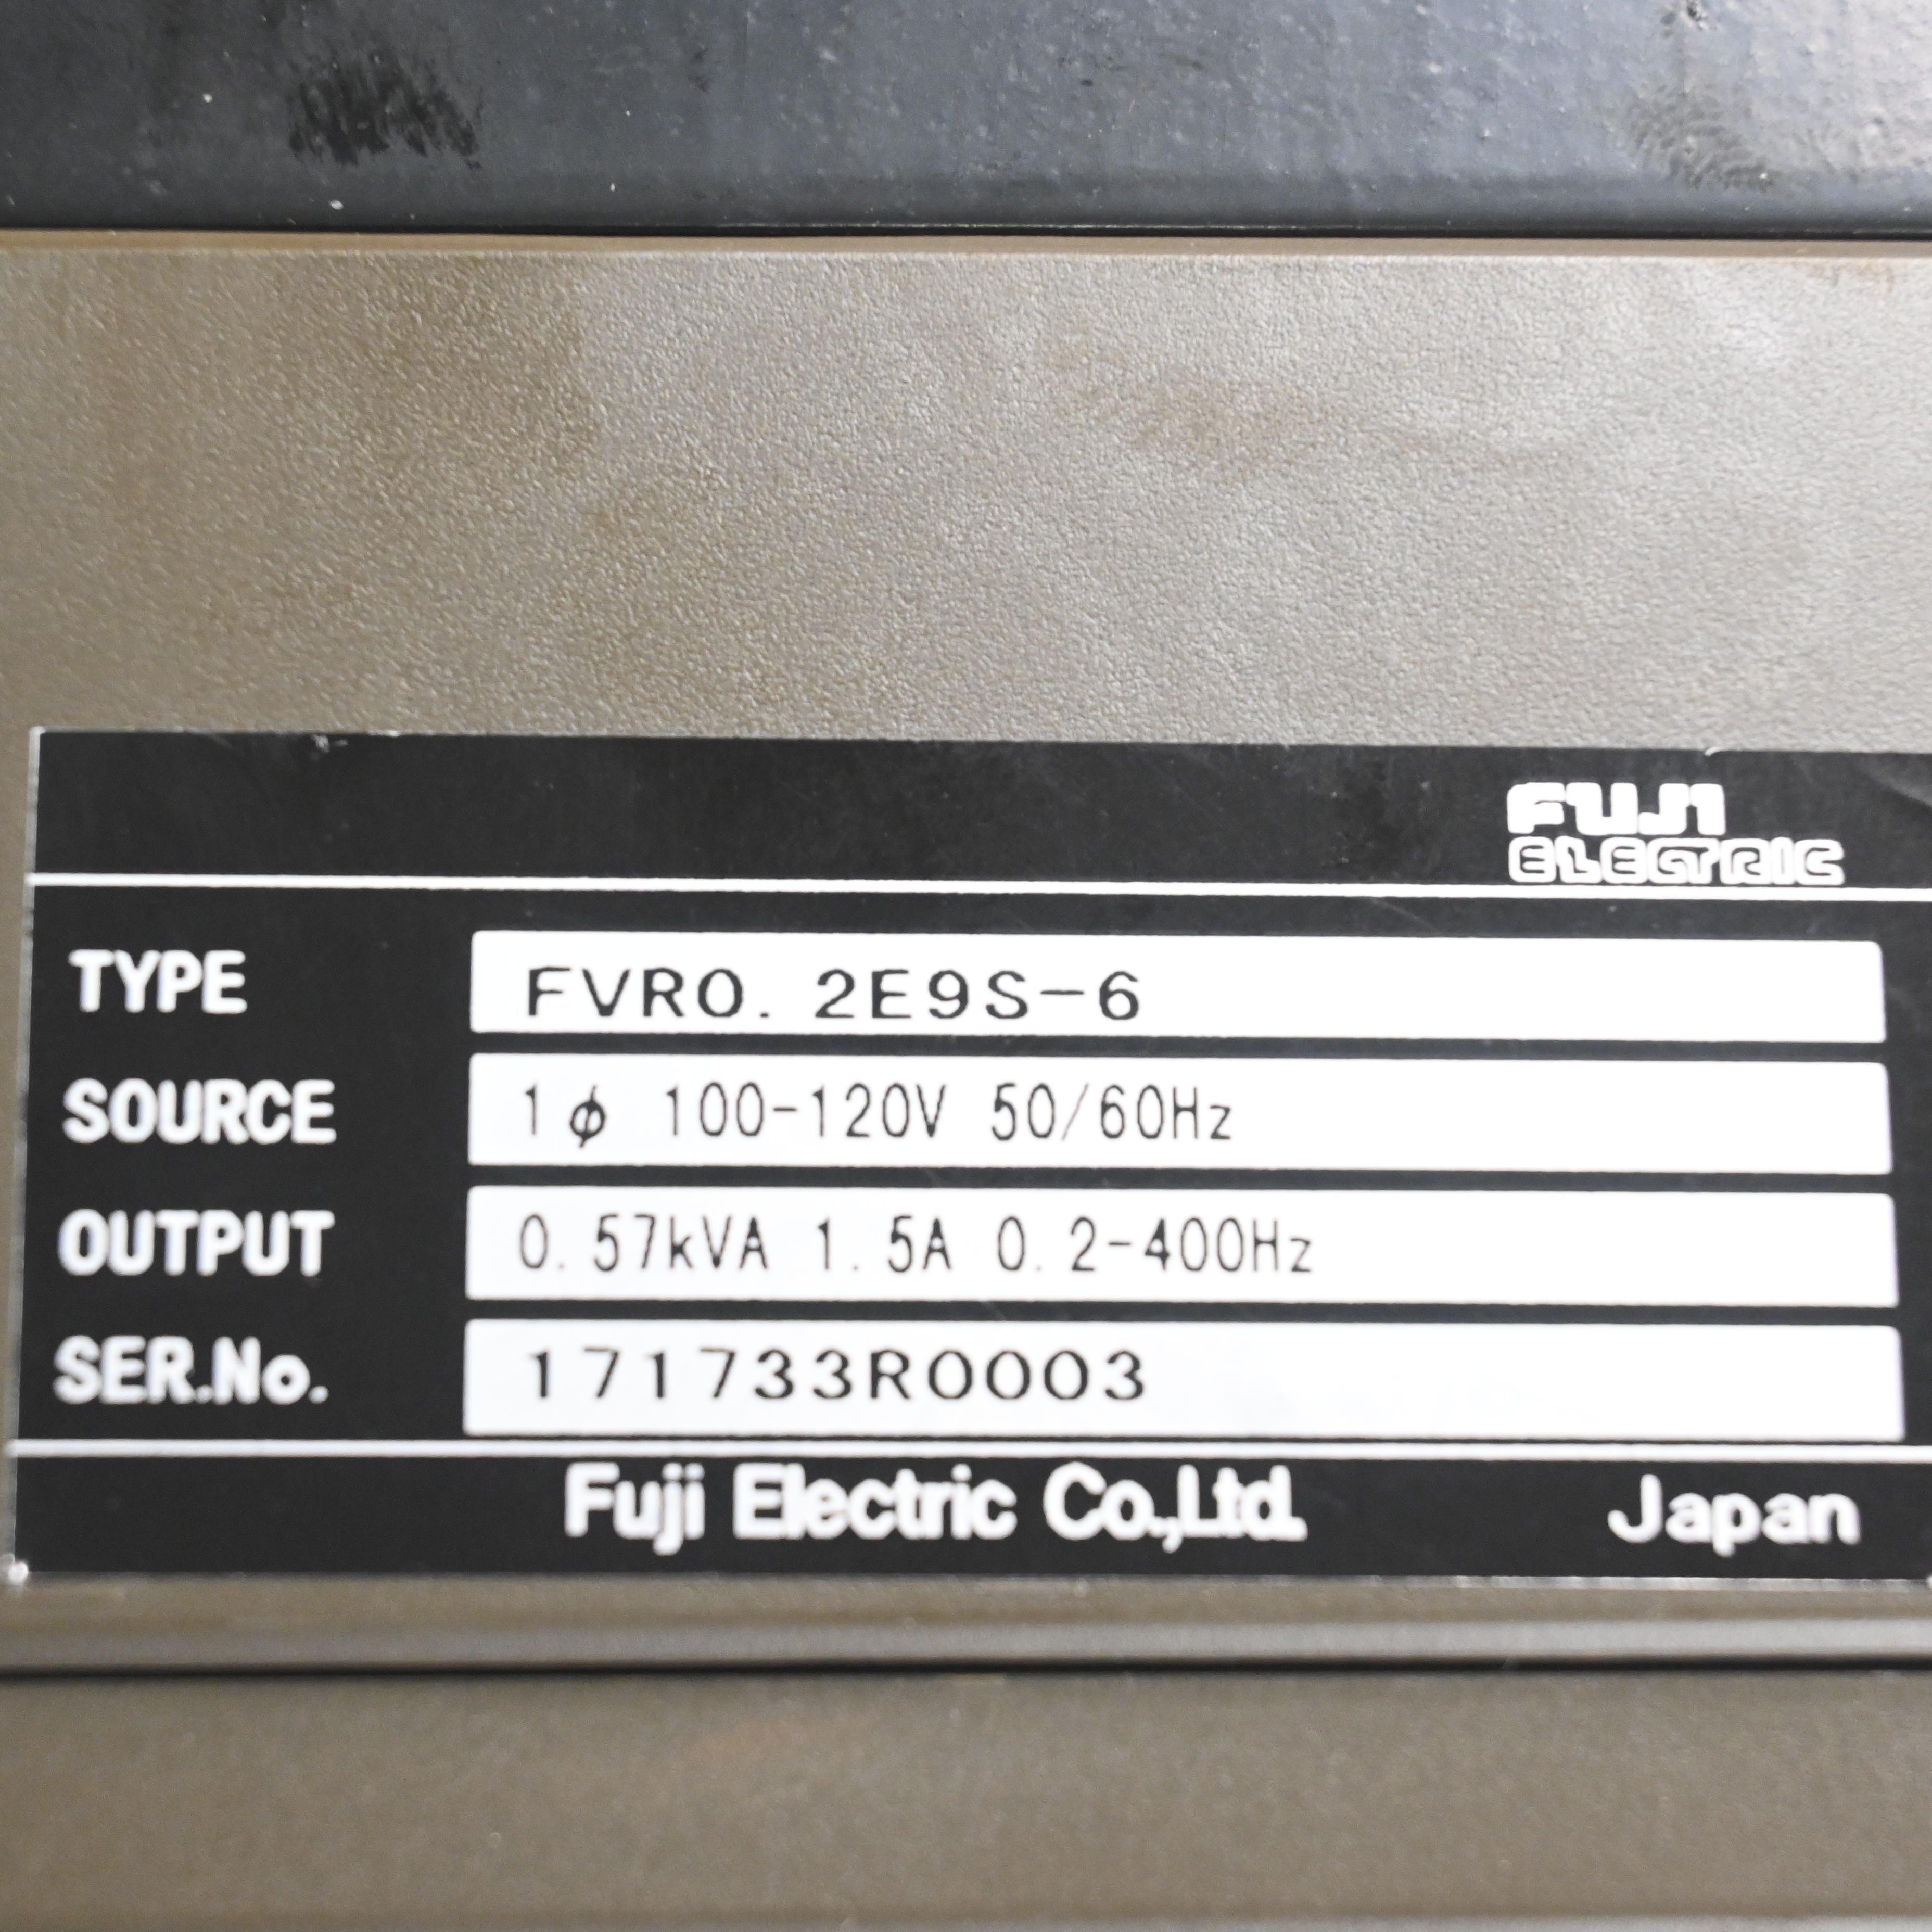 FUJI
ELECTRIC
TYPE FVR0.2E9S-6
SOURCE 1ϕ 100-120V 50/60Hz
OUTPUT 0.57kVA 1.5A 0.2-400Hz
SER.No. 171733R0003
Fuji Electric Co.,Ltd. Japan